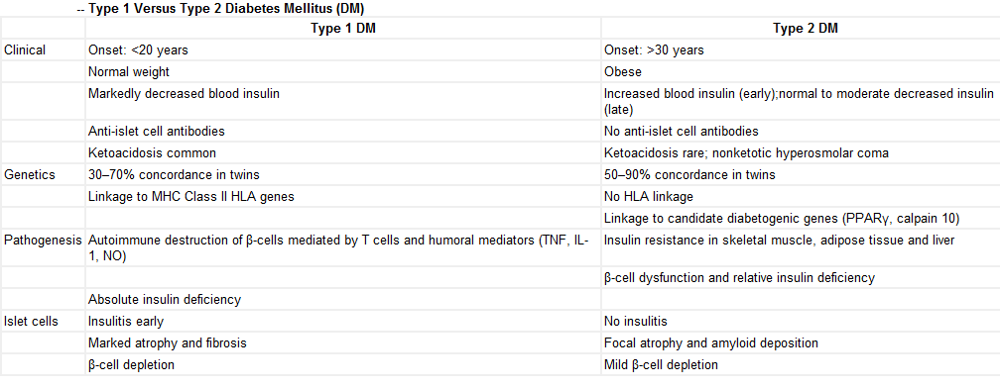 -- Type 1 Versus Type 2 Diabetes Mellitus (DM)
Type 1 DM Type 2 DM
Clinical Onset: <20 years Onset: >30 years
Normal weight Obese
Markedly decreased blood insulin Increased blood insulin (early);normal to moderate decreased insulin
(late)
Anti-islet cell antibodies No anti-islet cell antibodies
Ketoacidosis common Ketoacidosis rare; nonketotic hyperosmolar coma
Genetics 30–70% concordance in twins 50–90% concordance in twins
Linkage to MHC Class II HLA genes No HLA linkage
Linkage to candidate diabetogenic genes (PPARγ, calpain 10)
Pathogenesis Autoimmune destruction of β-cells mediated by T cells and humoral mediators (TNF, IL- Insulin resistance in skeletal muscle, adipose tissue and liver
1, NO)
β-cell dysfunction and relative insulin deficiency
Absolute insulin deficiency
Islet cells Insulitis early No insulitis
Marked atrophy and fibrosis Focal atrophy and amyloid deposition
β-cell depletion Mild β-cell depletion